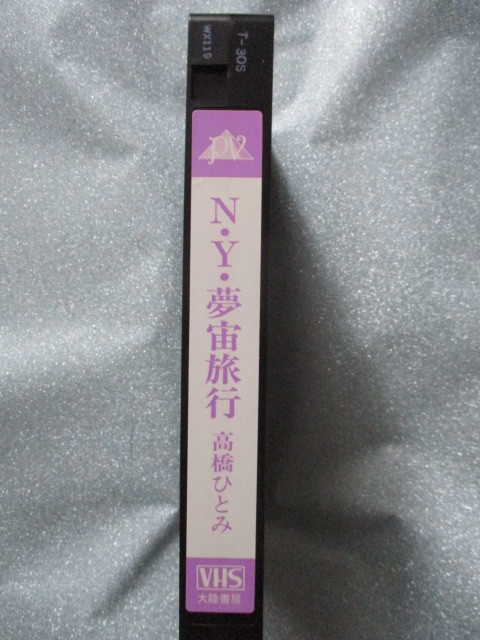 T-30S
WX119
PV
N・Y・夢宙旅行
高橋ひとみ
VHS
大陸書房